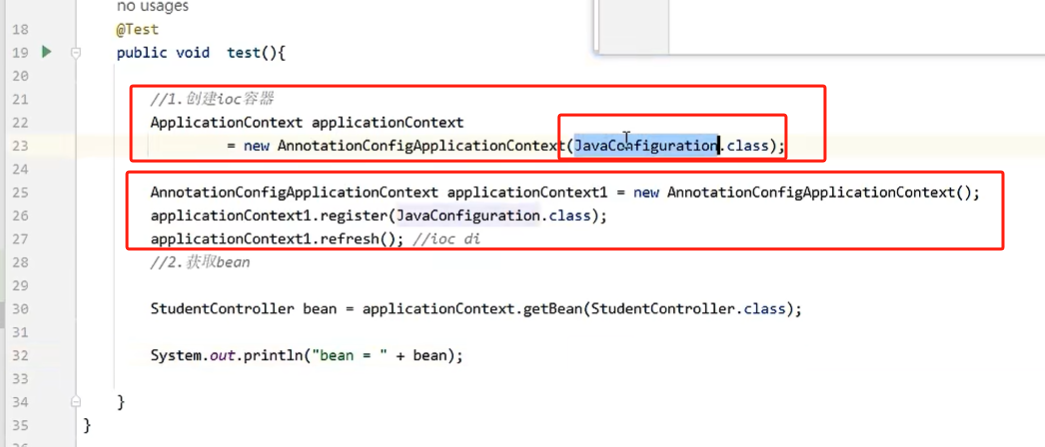 no usages
18 @Test
19 public void test(){
20
21 //1.创建ioc容器
22 ApplicationContext applicationContext
23 = new AnnotationConfigApplicationContext(JavaConfiguration.class);
24
25 AnnotationConfigApplicationContext applicationContext1 = new AnnotationConfigApplicationContext();
26 applicationContext1.register(JavaConfiguration.class);
27 applicationContext1.refresh(); //ioc di
28 //2.获取bean
29
30 StudentController bean = applicationContext.getBean(StudentController.class);
31
32 System.out.println("bean = " + bean);
33
34 }
35 }